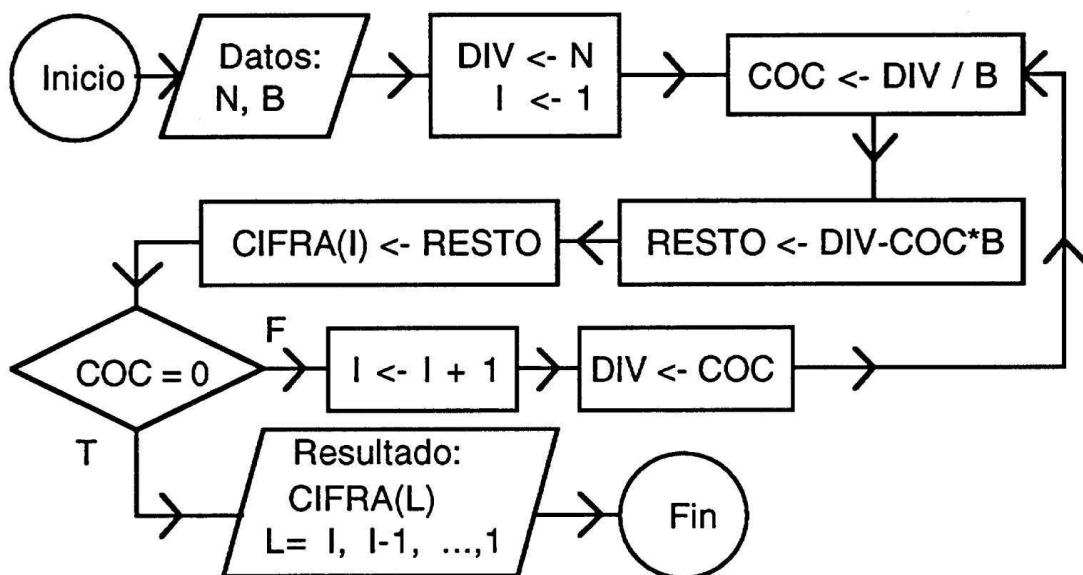 Inicio
Datos:
N, B
DIV <- N
I <- 1
COC <- DIV / B
RESTO <- DIV-COC*B
CIFRA(I) <- RESTO
COC = 0
F
I <- I + 1
DIV <- COC
T
Resultado:
CIFRA(L)
L= I, I-1, ...,1
Fin